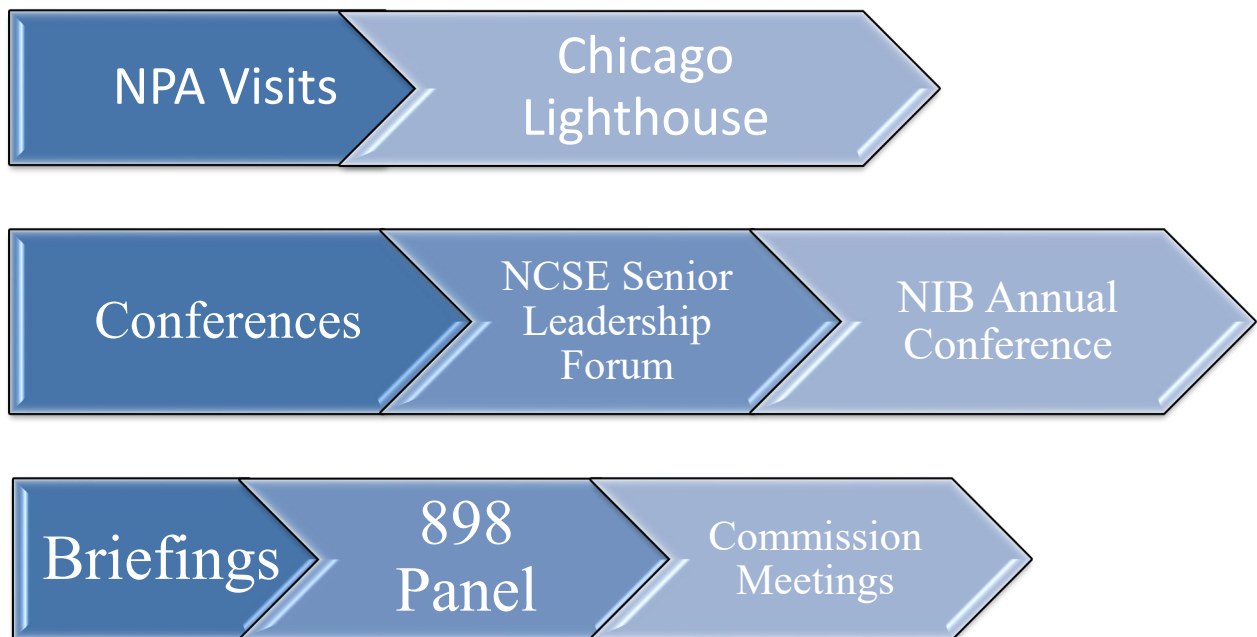 NPA Visits
Chicago
Lighthouse
Conferences
NCSE Senior
Leadership
Forum
NIB Annual
Conference
Briefings
898
Panel
Commission
Meetings